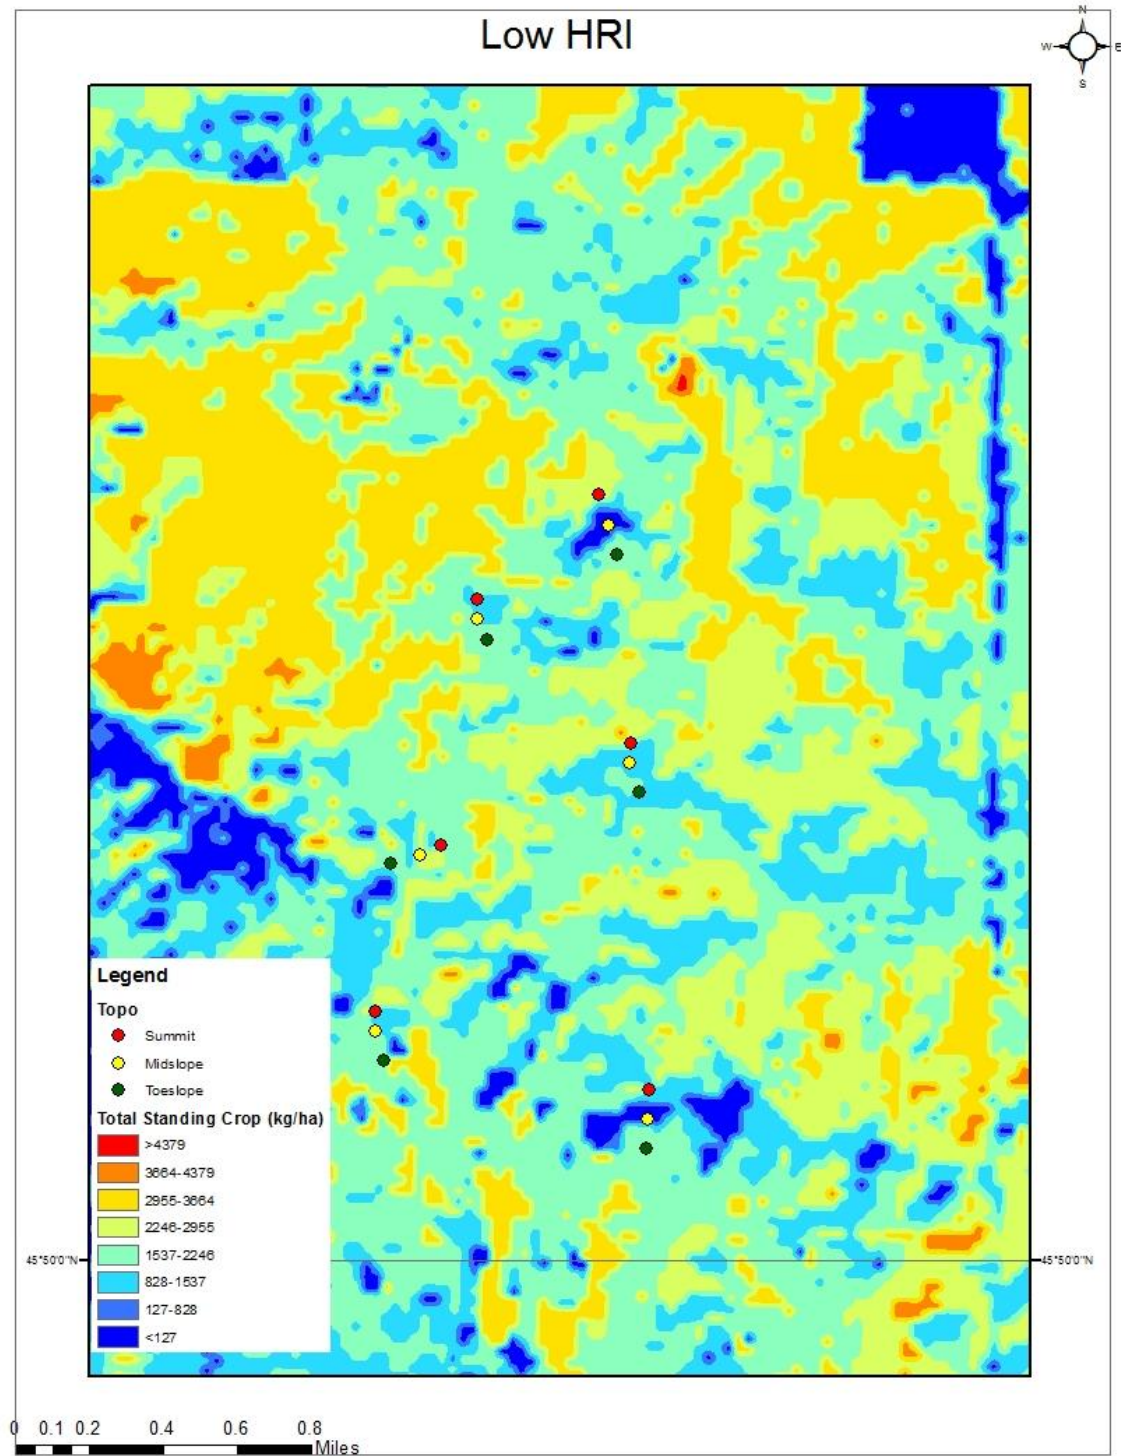 Low HRI
N
W E
S
Legend
Topo
Summit
Midslope
Toeslope
Total Standing Crop (kg/ha)
>4379
3664-4379
2955-3664
2246-2955
1537-2246
828-1537
127-828
<127
45°50'0"N 45°50'0"N
0 0.1 0.2 0.4 0.6 0.8
Miles